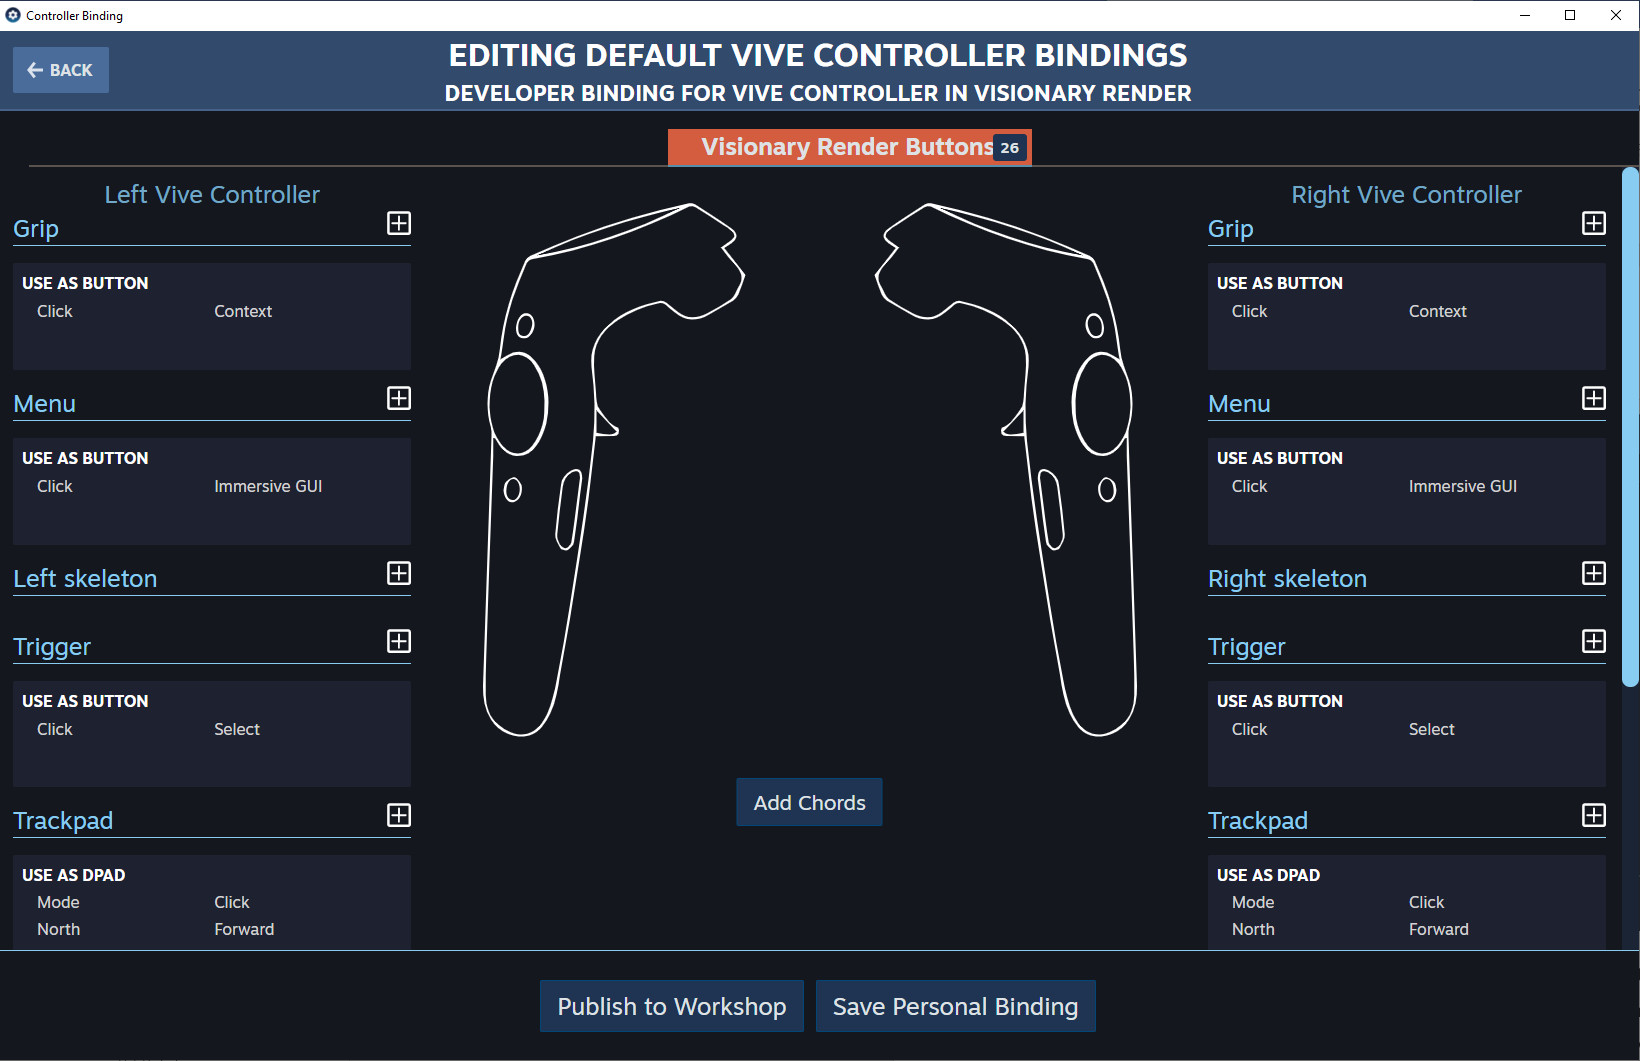 Controller Binding
BACK
EDITING DEFAULT VIVE CONTROLLER BINDINGS
DEVELOPER BINDING FOR VIVE CONTROLLER IN VISIONARY RENDER
Visionary Render Buttons 26
Left Vive Controller
Grip
USE AS BUTTON
Click Context
Menu
USE AS BUTTON
Click Immersive GUI
Left skeleton
Trigger
USE AS BUTTON
Click Select
Trackpad
USE AS DPAD
Mode Click
North Forward
Add Chords
Right Vive Controller
Grip
USE AS BUTTON
Click Context
Menu
USE AS BUTTON
Click Immersive GUI
Right skeleton
Trigger
USE AS BUTTON
Click Select
Trackpad
USE AS DPAD
Mode Click
North Forward
Publish to Workshop
Save Personal Binding